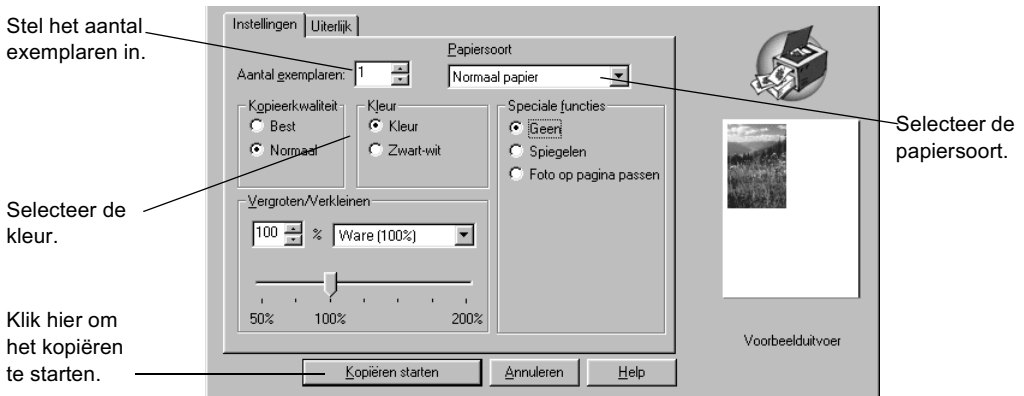 Stel het aantal
exemplaren in.
Instellingen
Uiterlijk
Papiersoort
Aantal exemplaren:
1
Normaal papier
Selecteer de
papiersoort.
Kopieerkwaliteit
Best
Normaal
Kleur
Kleur
Zwart-wit
Speciale functies
Geen
Spiegelen
Foto op pagina passen
Selecteer de
kleur.
Vergroten/Verkleinen
100 % Ware (100%)
50% 100% 200%
Voorbeelduitvoer
Klik hier om
het kopiëren
te starten.
Kopiëren starten
Annuleren
Help